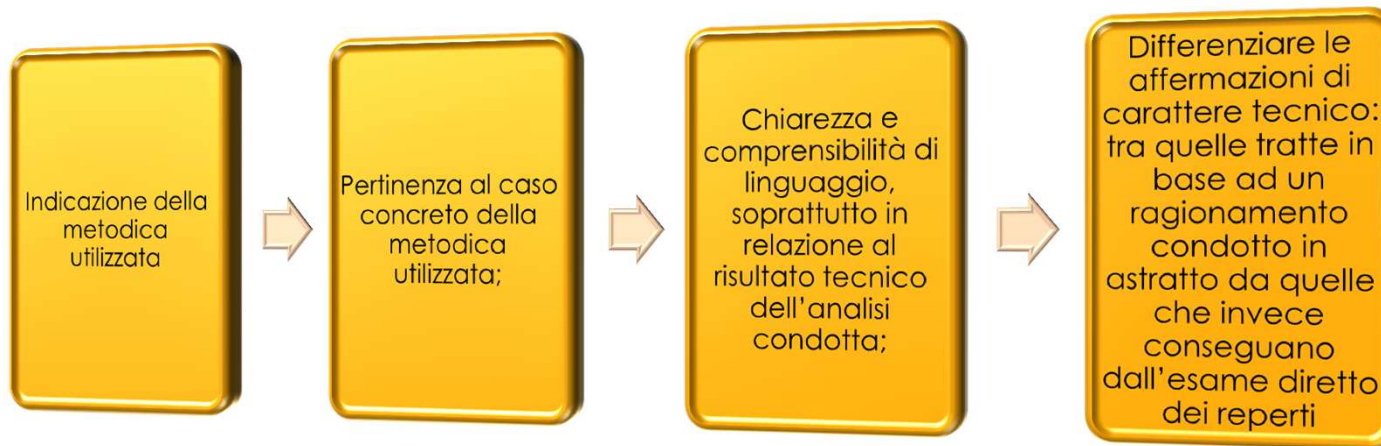 Indicazione della
metodica
utilizzata
Pertinenza al caso
concreto della
metodica
utilizzata;
Chiarezza e
comprensibilità di
linguaggio,
soprattutto in
relazione al
risultato tecnico
dell'analisi
condotta;
Differenziare le
affermazioni di
carattere tecnico:
tra quelle tratte in
base ad un
ragionamento
condotto in
astratto da quelle
che invece
conseguano
dall'esame diretto
dei reperti